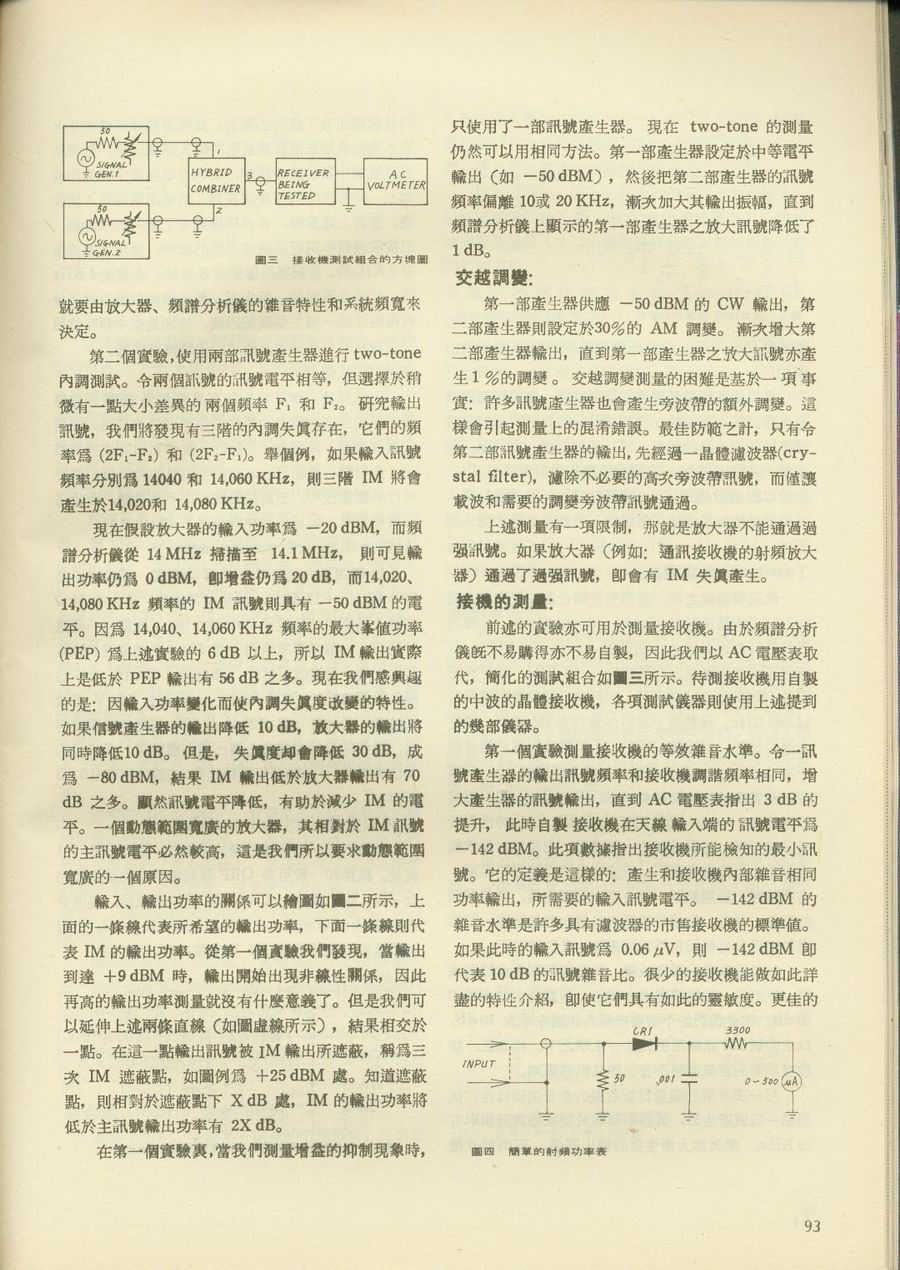 50
SIGNAL
GEN.1
1
HYBRID
COMBINER
3
RECEIVER
BEING
TESTED
AC
VOLTMETER
2
50
SIGNAL
GEN.2
圖三　接收機測試組合的方塊圖
就要由放大器、頻譜分析儀的雜音特性和系統頻寬來
決定。
第二個實驗,使用兩部訊號產生器進行 two-tone
內調測試。令兩個訊號的訊號電平相等，但選擇於稍
微有一點大小差異的兩個頻率 F₁ 和 F₂。研究輸出
訊號，我們將發現有三階的內調失眞存在，它們的頻
率爲 (2F₁-F₂) 和 (2F₂-F₁)。舉個例，如果輸入訊號
頻率分別爲 14040 和 14,060 KHz，則三階 IM 將會
產生於14,020和 14,080 KHz。
現在假設放大器的輸入功率爲 －20 dBM，而頻
譜分析儀從 14 MHz 掃描至 14.1 MHz， 則可見輸
出功率仍爲 0 dBM，卽增益仍爲 20 dB，而14,020、
14,080 KHz 頻率的 IM 訊號則具有 －50 dBM 的電
平。因爲 14,040、14,060 KHz 頻率的最大峯値功率
(PEP) 爲上述實驗的 6 dB 以上，所以 IM 輸出實際
上是低於 PEP 輸出有 56 dB 之多。現在我們感興趣
的是：因輸入功率變化而使內調失眞度改變的特性。
如果信號產生器的輸出降低 10 dB，放大器的輸出將
同時降低10 dB。 但是， 失眞度却會降低 30 dB，成
爲 －80 dBM，結果 IM 輸出低於放大器輸出有 70
dB 之多。顯然訊號電平降低，有助於減少 IM 的電
平。一個動態範圍寬廣的放大器，其相對於 IM 訊號
的主訊號電平必然較高，這是我們所以要求動態範圍
寬廣的一個原因。
輸入、輸出功率的關係可以繪圖如圖二所示，上
面的一條線代表所希望的輸出功率，下面一條線則代
表 IM 的輸出功率。從第一個實驗我們發現，當輸出
到達 ＋9 dBM 時，輸出開始出現非線性關係，因此
再高的輸出功率測量就沒有什麼意義了。但是我們可
以延伸上述兩條直線（如圖虛線所示），結果相交於
一點。在這一點輸出訊號被 IM 輸出所遮蔽，稱爲三
次 IM 遮蔽點，如圖例爲 ＋25 dBM 處。知道遮蔽
點，則相對於遮蔽點下 X dB 處，IM 的輸出功率將
低於主訊號輸出功率有 2X dB。
在第一個實驗裏,當我們測量增益的抑制現象時，
只使用了一部訊號產生器。 現在 two-tone 的測量
仍然可以用相同方法。第一部產生器設定於中等電平
輸出（如 －50 dBM），然後把第二部產生器的訊號
頻率偏離 10或 20 KHz，漸次加大其輸出振幅，直到
頻譜分析儀上顯示的第一部產生器之放大訊號降低了
1 dB。
交越調變:
第一部產生器供應 －50 dBM 的 CW 輸出，第
二部產生器則設定於30％的 AM 調變。 漸次增大第
二部產生器輸出，直到第一部產生器之放大訊號亦產
生 1 ％的調變 。 交越調變測量的困難是基於一項事
實：許多訊號產生器也會產生旁波帶的額外調變。這
樣會引起測量上的混淆錯誤。最佳防範之計，只有令
第二部訊號產生器的輸出,先經過一晶體濾波器(cry-
stal filter)，濾除不必要的高次旁波帶訊號，而僅讓
載波和需要的調變旁波帶訊號通過。
上述測量有一項限制，那就是放大器不能通過過
强訊號。如果放大器（例如：通訊接收機的射頻放大
器）通過了過强訊號，卽會有 IM 失眞產生。
接機的測量:
前述的實驗亦可用於測量接收機。由於頻譜分析
儀旣不易購得亦不易自製，因此我們以 AC 電壓表取
代，簡化的測試組合如圖三所示。待測接收機用自製
的中波的晶體接收機，各項測試儀器則使用上述提到
的幾部儀器。
第一個實驗測量接收機的等效雜音水準。令一訊
號產生器的輸出訊號頻率和接收機調諧頻率相同，增
大產生器的訊號輸出，直到 AC 電壓表指出 3 dB 的
提升， 此時自製接收機在天線輸入端的訊號電平爲
－142 dBM。此項數據指出接收機所能檢知的最小訊
號。它的定義是這樣的：產生和接收機內部雜音相同
功率輸出，所需要的輸入訊號電平。 －142 dBM 的
雜音水準是許多具有濾波器的市售接收機的標準値。
如果此時的輸入訊號爲 0.06 μV，則 －142 dBM 卽
代表 10 dB 的訊號雜音比。很少的接收機能做如此詳
盡的特性介紹，卽使它們具有如此的靈敏度。更佳的
INPUT
CR1
3300
50
.001
0～500
μA
圖四　簡單的射頻功率表
93